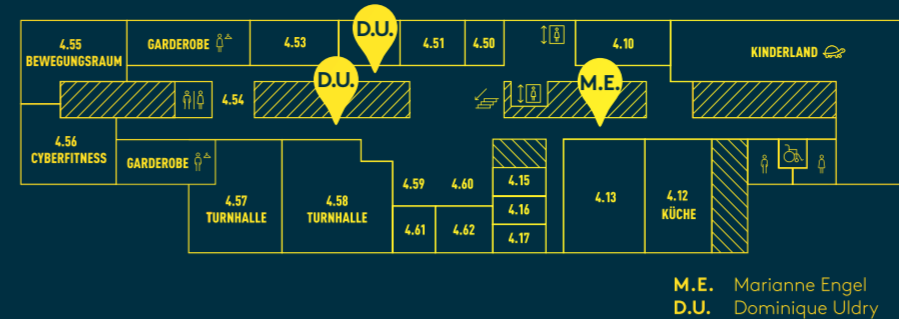 D.U.
4.55
BEWEGUNGSRAUM
GARDEROBE
4.53
4.51
4.50
4.10
KINDERLAND
D.U.
M.E.
4.54
4.56
CYBERFITNESS
GARDEROBE
4.57
TURNHALLE
4.58
TURNHALLE
4.59
4.60
4.61
4.62
4.15
4.16
4.17
4.13
4.12
KÜCHE
M.E. Marianne Engel
D.U. Dominique Uldry